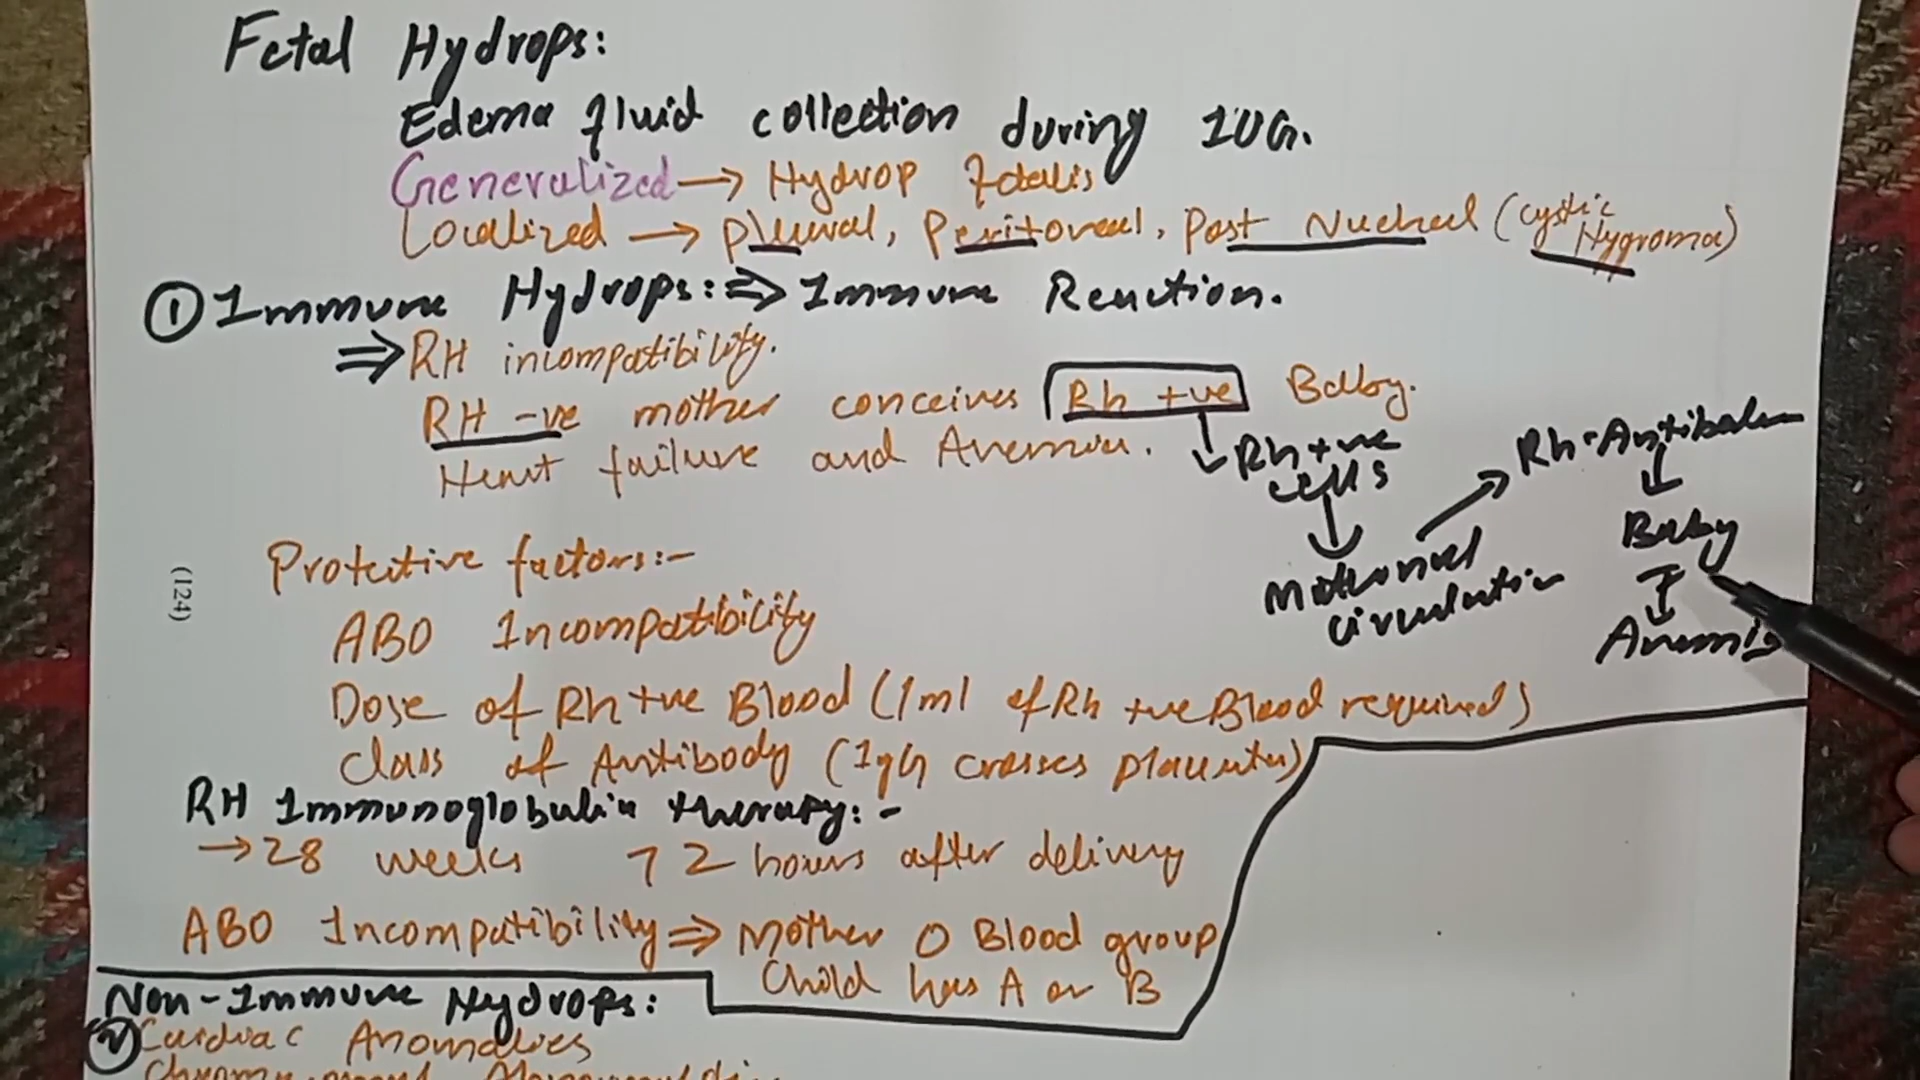 Fetal Hydrops:
Edema fluid collection during IUG.
Generalized → Hydrop fetalis
Localized → pleural, Peritoneal, Post Nuchal (cystic Hygroma)
① Immune Hydrops: ⇒ Immune Reaction.
⇒ RH incompatibility.
RH -ve mother conceives Rh +ve Baby.
Heart failure and Anemia.
↓ Rh +ve
cells
↓
Maternal
circulation
↗ Rh-Antibodies
↓
Baby
↓
Anemia
Protective factors:-
ABO Incompatibility
Dose of Rh +ve Blood (1ml of Rh +ve Blood required)
Class of Antibody (IgG crosses placenta)
RH Immunoglobulin therapy:-
→ 28 weeks 72 hours after delivery
ABO Incompatibility ⇒ Mother O Blood group
Child has A or B
Non-Immune Hydrops:
② Cardiac Anomalies
(124)